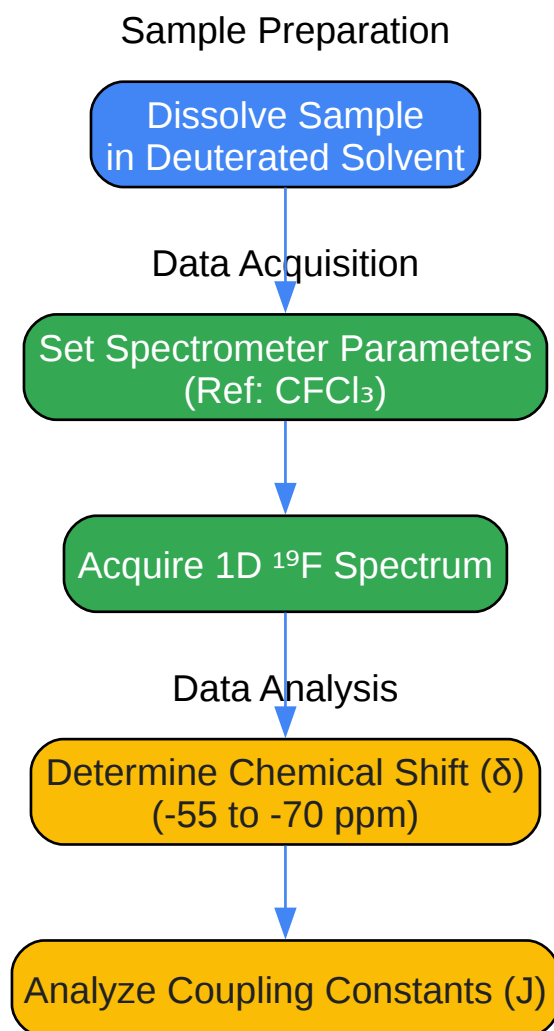 Sample Preparation
Dissolve Sample
in Deuterated Solvent
Data Acquisition
Set Spectrometer Parameters
(Ref: CFCl₃)
Acquire 1D ¹⁹F Spectrum
Data Analysis
Determine Chemical Shift (δ)
(-55 to -70 ppm)
Analyze Coupling Constants (J)